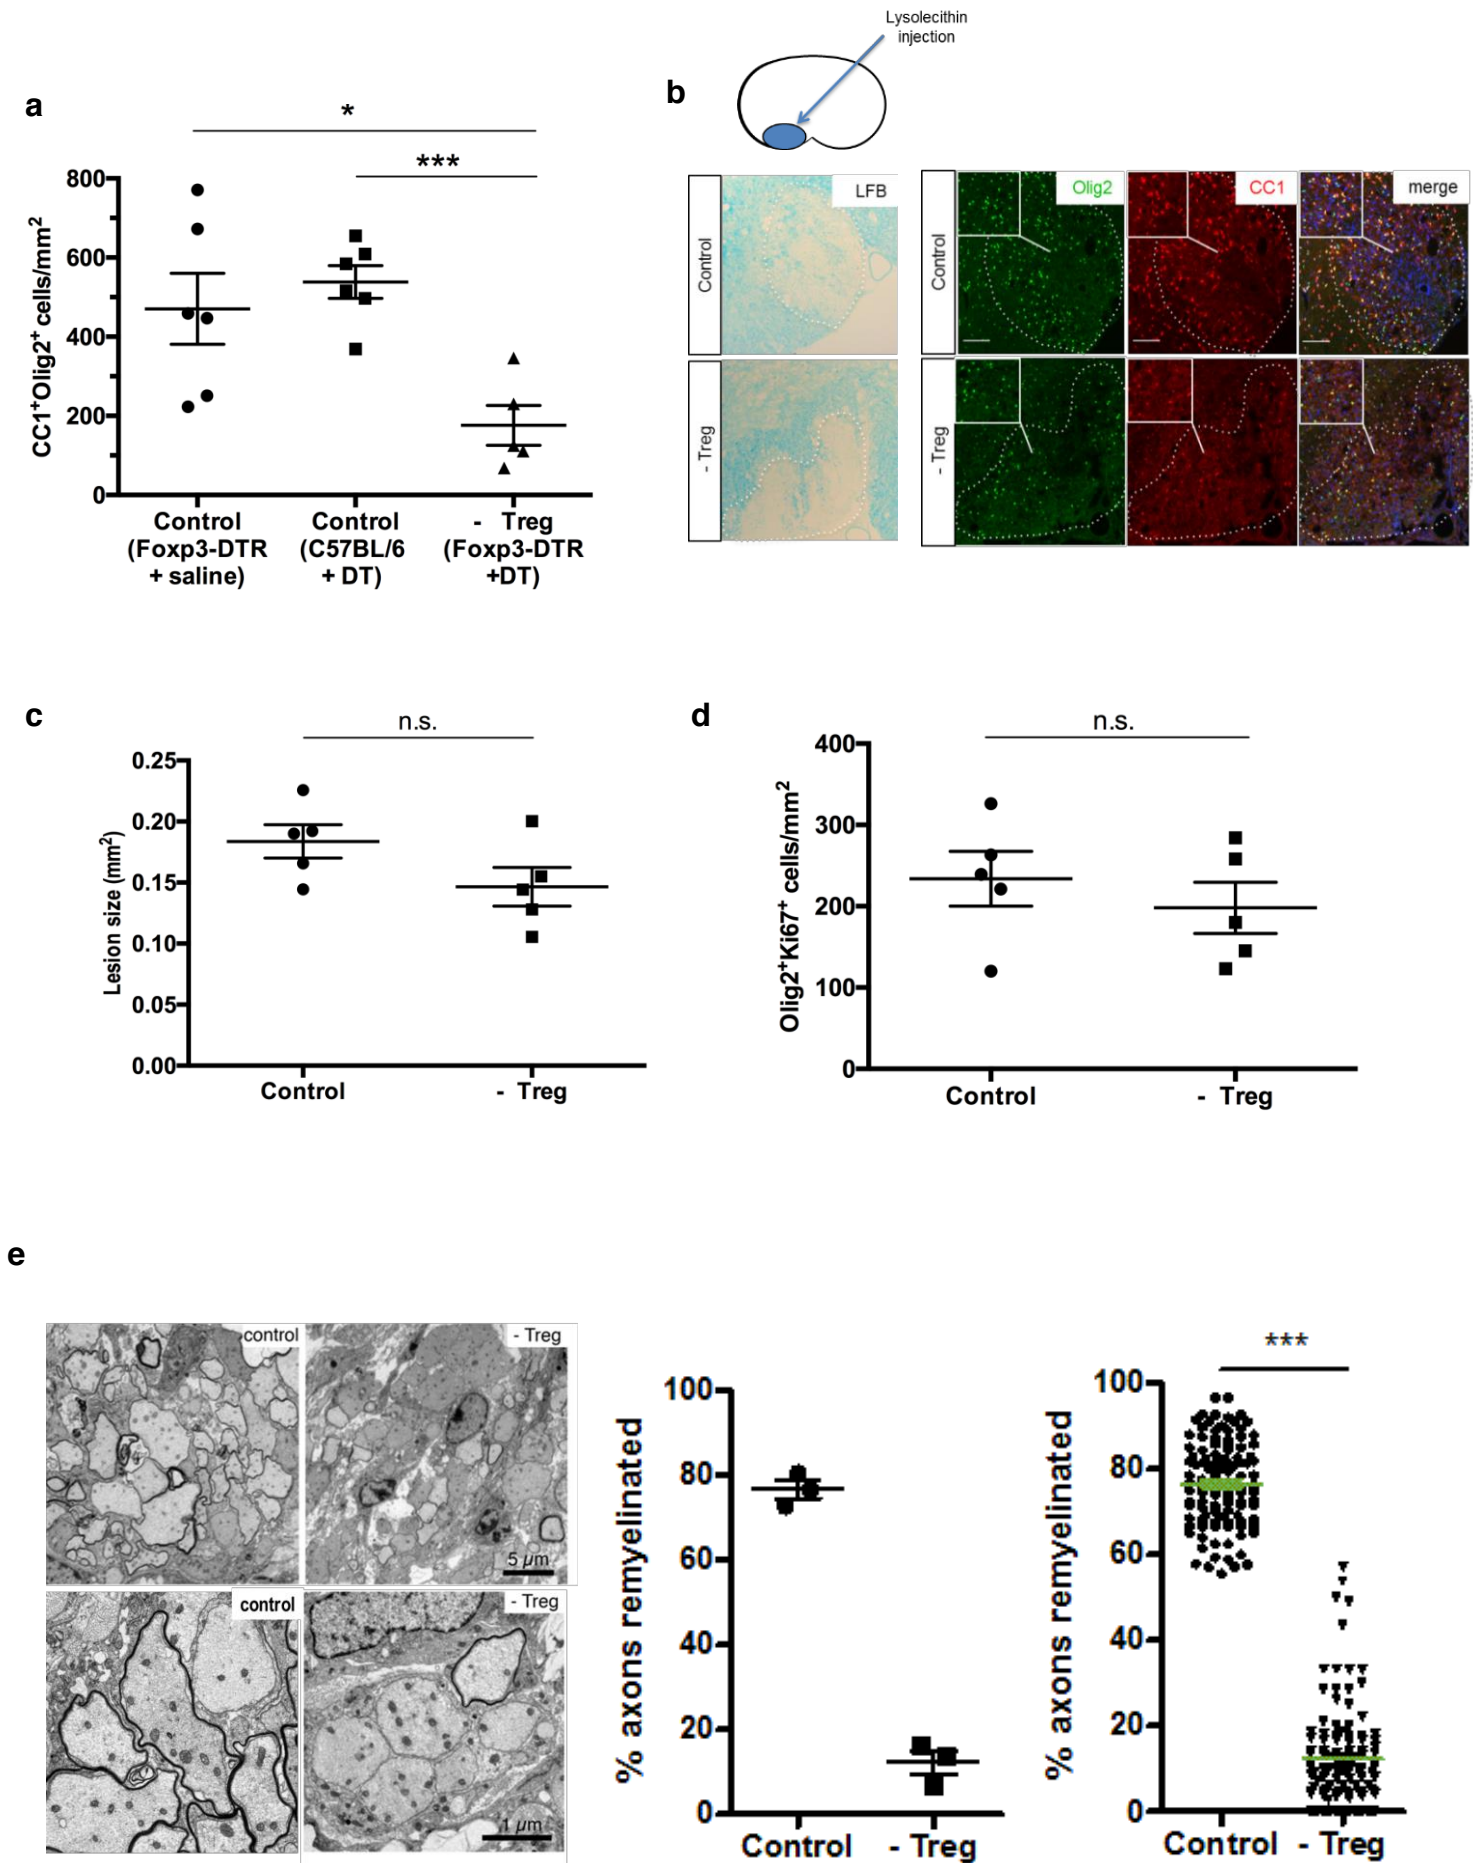 Lysolecithin
injection
a
*
***
800
600
400
200
0
CC1+Olig2+ cells/mm2
Control
(Foxp3-DTR
+ saline)
Control
(C57BL/6
+ DT)
- Treg
(Foxp3-DTR
+DT)
b
LFB
Olig2
CC1
merge
Control
Control
- Treg
- Treg
c
n.s.
0.25
0.20
0.15
0.10
0.05
0.00
Lesion size (mm2)
Control
- Treg
d
n.s.
400
300
200
100
0
Olig2+Ki67+ cells/mm2
Control
- Treg
e
control
- Treg
5 µm
control
- Treg
1 µm
100
80
60
40
20
0
% axons remyelinated
Control
- Treg
***
100
80
60
40
20
0
% axons remyelinated
Control
- Treg